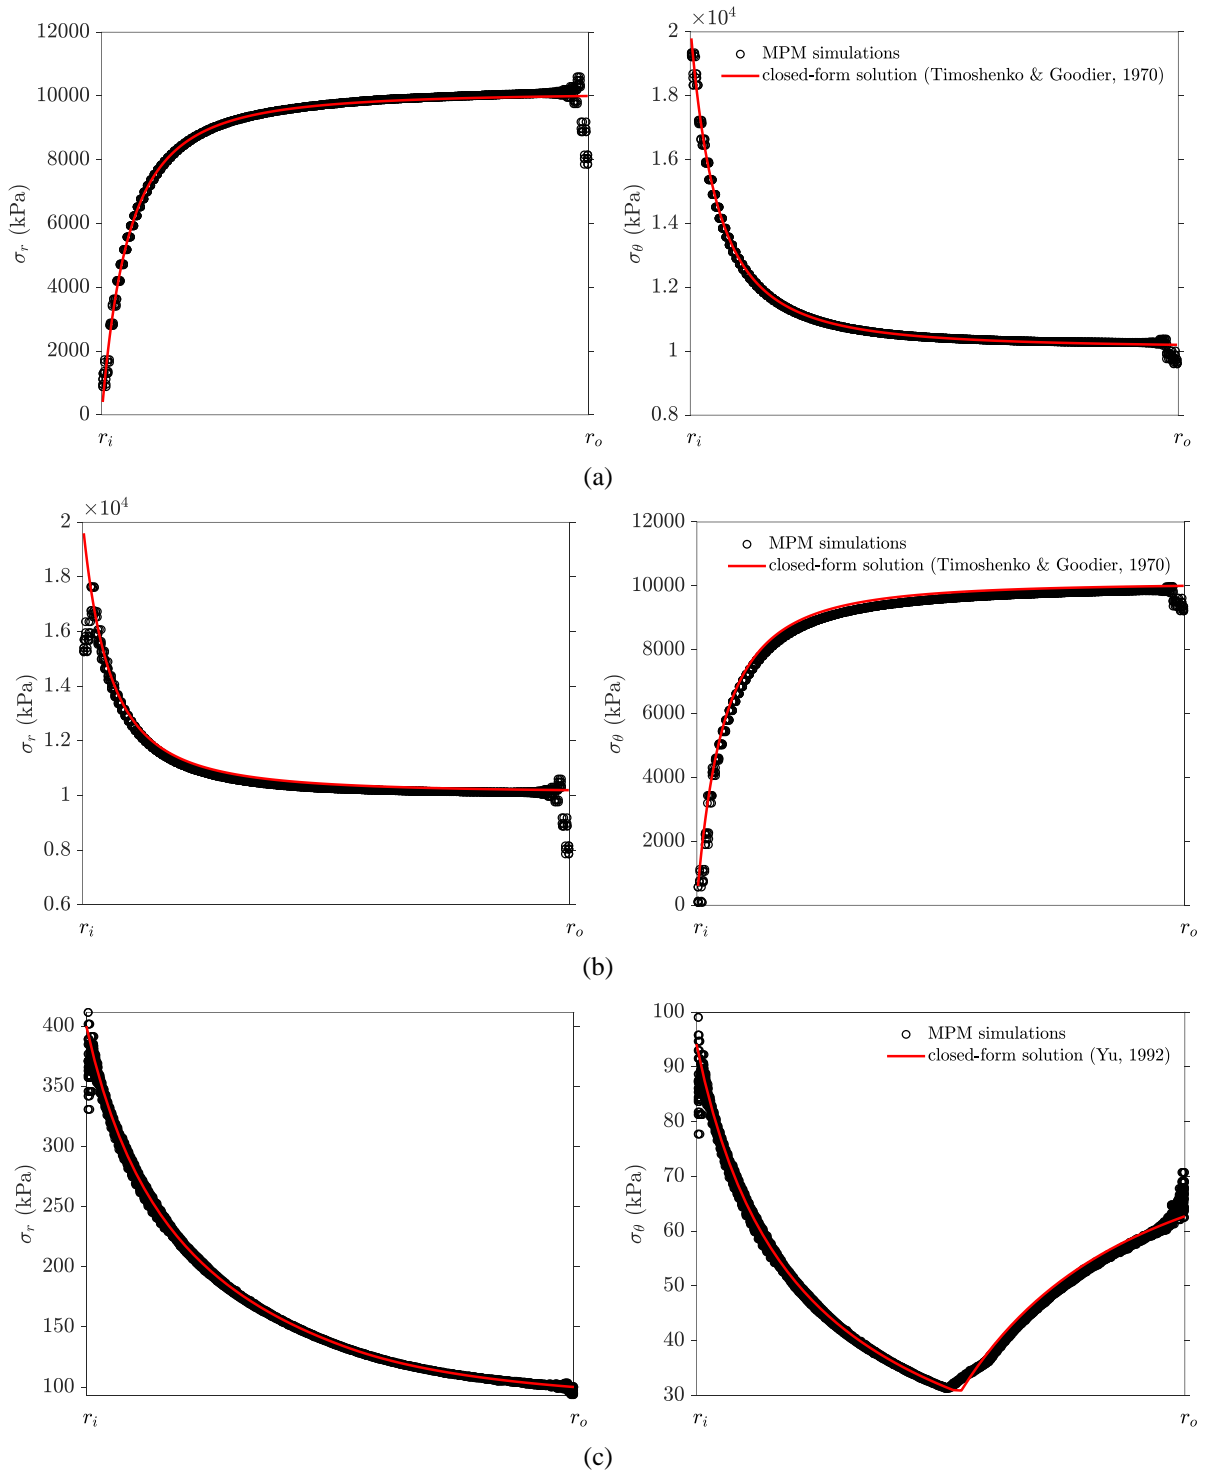 12000
10000
8000
6000
4000
2000
0
σr (kPa)
ri
ro
×10⁴
2
1.8
1.6
1.4
1.2
1
0.8
σθ (kPa)
MPM simulations
closed-form solution (Timoshenko & Goodier, 1970)
ri
ro
(a)
×10⁴
2
1.8
1.6
1.4
1.2
1
0.8
0.6
σr (kPa)
ri
ro
12000
10000
8000
6000
4000
2000
0
σθ (kPa)
MPM simulations
closed-form solution (Timoshenko & Goodier, 1970)
ri
ro
(b)
400
350
300
250
200
150
100
σr (kPa)
ri
ro
100
90
80
70
60
50
40
30
σθ (kPa)
MPM simulations
closed-form solution (Yu, 1992)
ri
ro
(c)